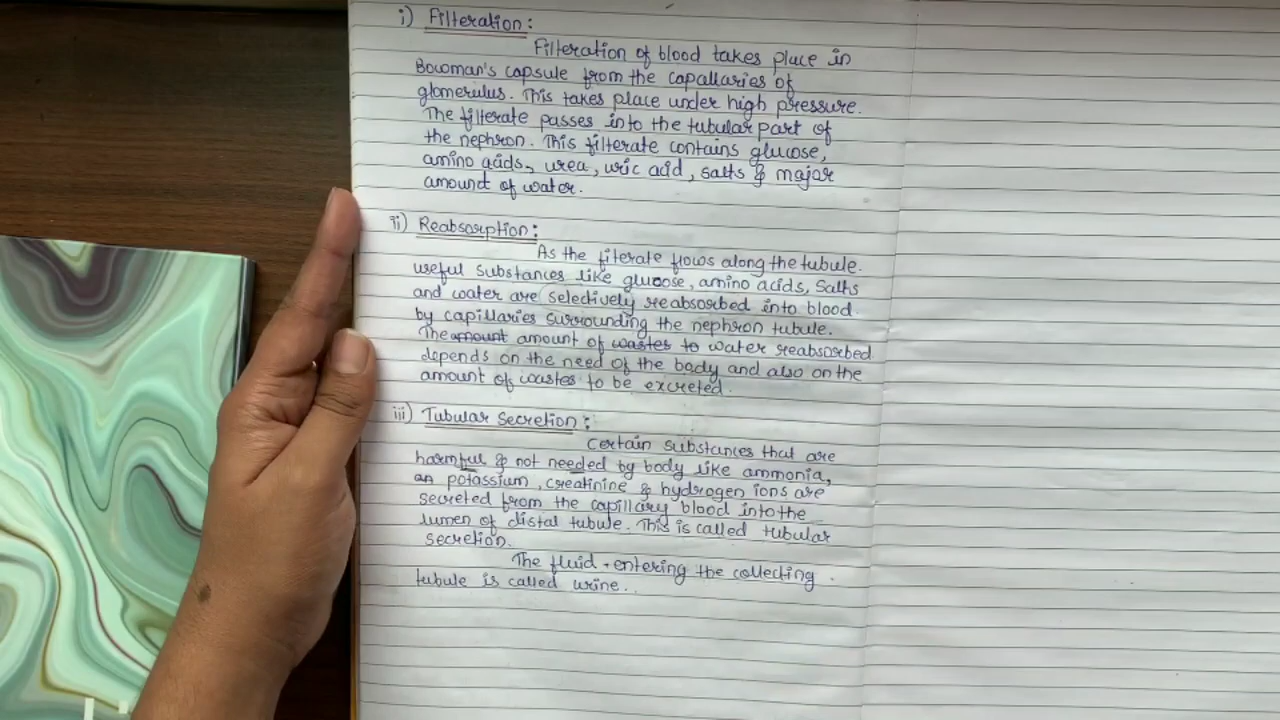 i) Filteration :
Filteration of blood takes place in
Bowman's capsule from the capallaries of
glomerulus. This takes place under high pressure.
The filterate passes into the tubular part of
the nephron. This filterate contains glucose,
amino acids, urea, uric acid, salts & major
amount of water.
ii) Reabsorption :
As the filterate flows along the tubule.
useful substances like glucose, amino acids, salts
and water are selectively reabsorbed into blood.
by capillaries surrounding the nephron tubule.
The amount amount of wastes to water reabsorbed
depends on the need of the body and also on the
amount of wastes to be excreted.
iii) Tubular secretion :
Certain substances that are
harmful & not needed by body like ammonia,
an potassium, creatinine & hydrogen ions are
secreted from the capillary blood into the
lumen of distal tubule. This is called tubular
secretion.
The fluid entering the collecting
tubule is called urine..